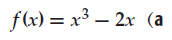 f(x) = x³ − 2x (a